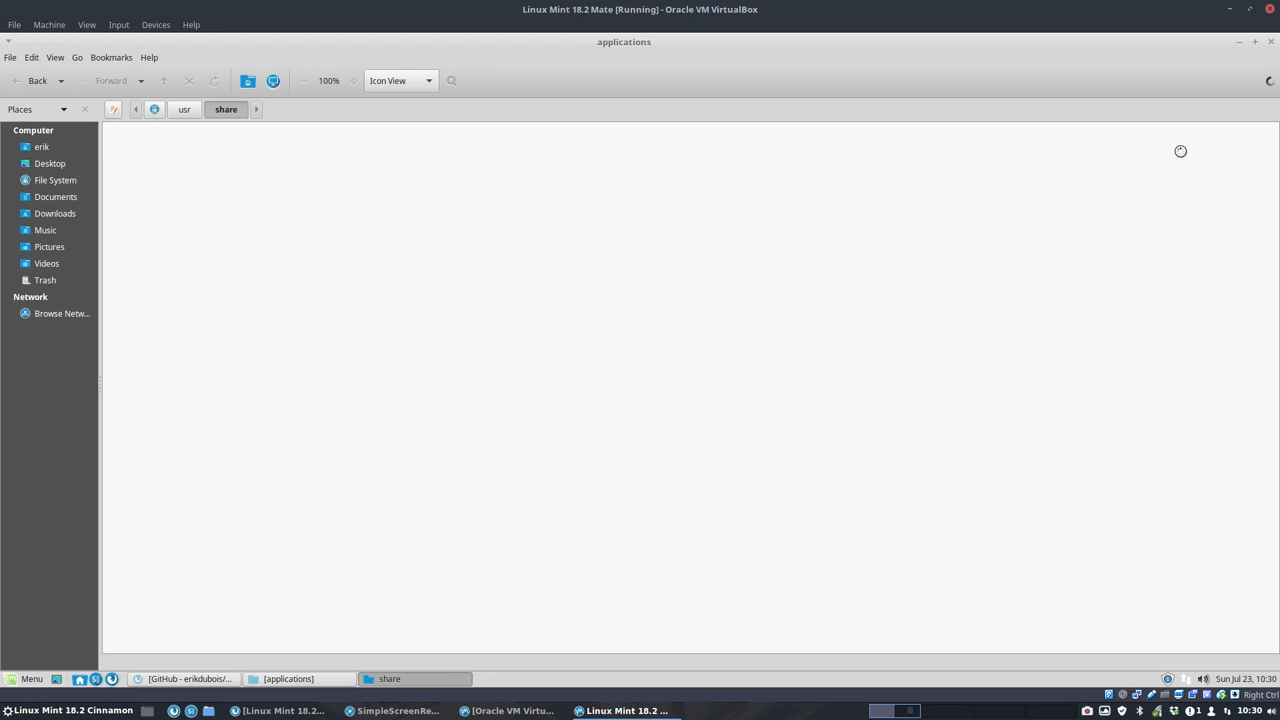 Linux Mint 18.2 Mate [Running] - Oracle VM VirtualBox
File Machine View Input Devices Help
applications
File Edit View Go Bookmarks Help
Back Forward 100% Icon View
Places usr share
Computer
erik
Desktop
File System
Documents
Downloads
Music
Pictures
Videos
Trash
Network
Browse Netw...
Menu [GitHub - erikdubois/... [applications] share Sun Jul 23, 10:30
Right Ctrl
Linux Mint 18.2 Cinnamon [Linux Mint 18.2... SimpleScreenRe... [Oracle VM Virtu... Linux Mint 18.2 ... 1 10:30